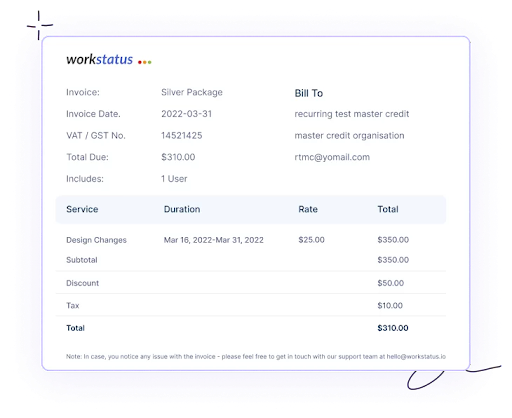 workstatus
Invoice: Silver Package
Invoice Date. 2022-03-31
VAT / GST No. 14521425
Total Due: $310.00
Includes: 1 User
Bill To
recurring test master credit
master credit organisation
rtmc@yomail.com
Service Duration Rate Total
Design Changes Mar 16, 2022-Mar 31, 2022 $25.00 $350.00
Subtotal $350.00
Discount $50.00
Tax $10.00
Total $310.00
Note: In case, you notice any issue with the invoice - please feel free to get in touch with our support team at hello@workstatus.io